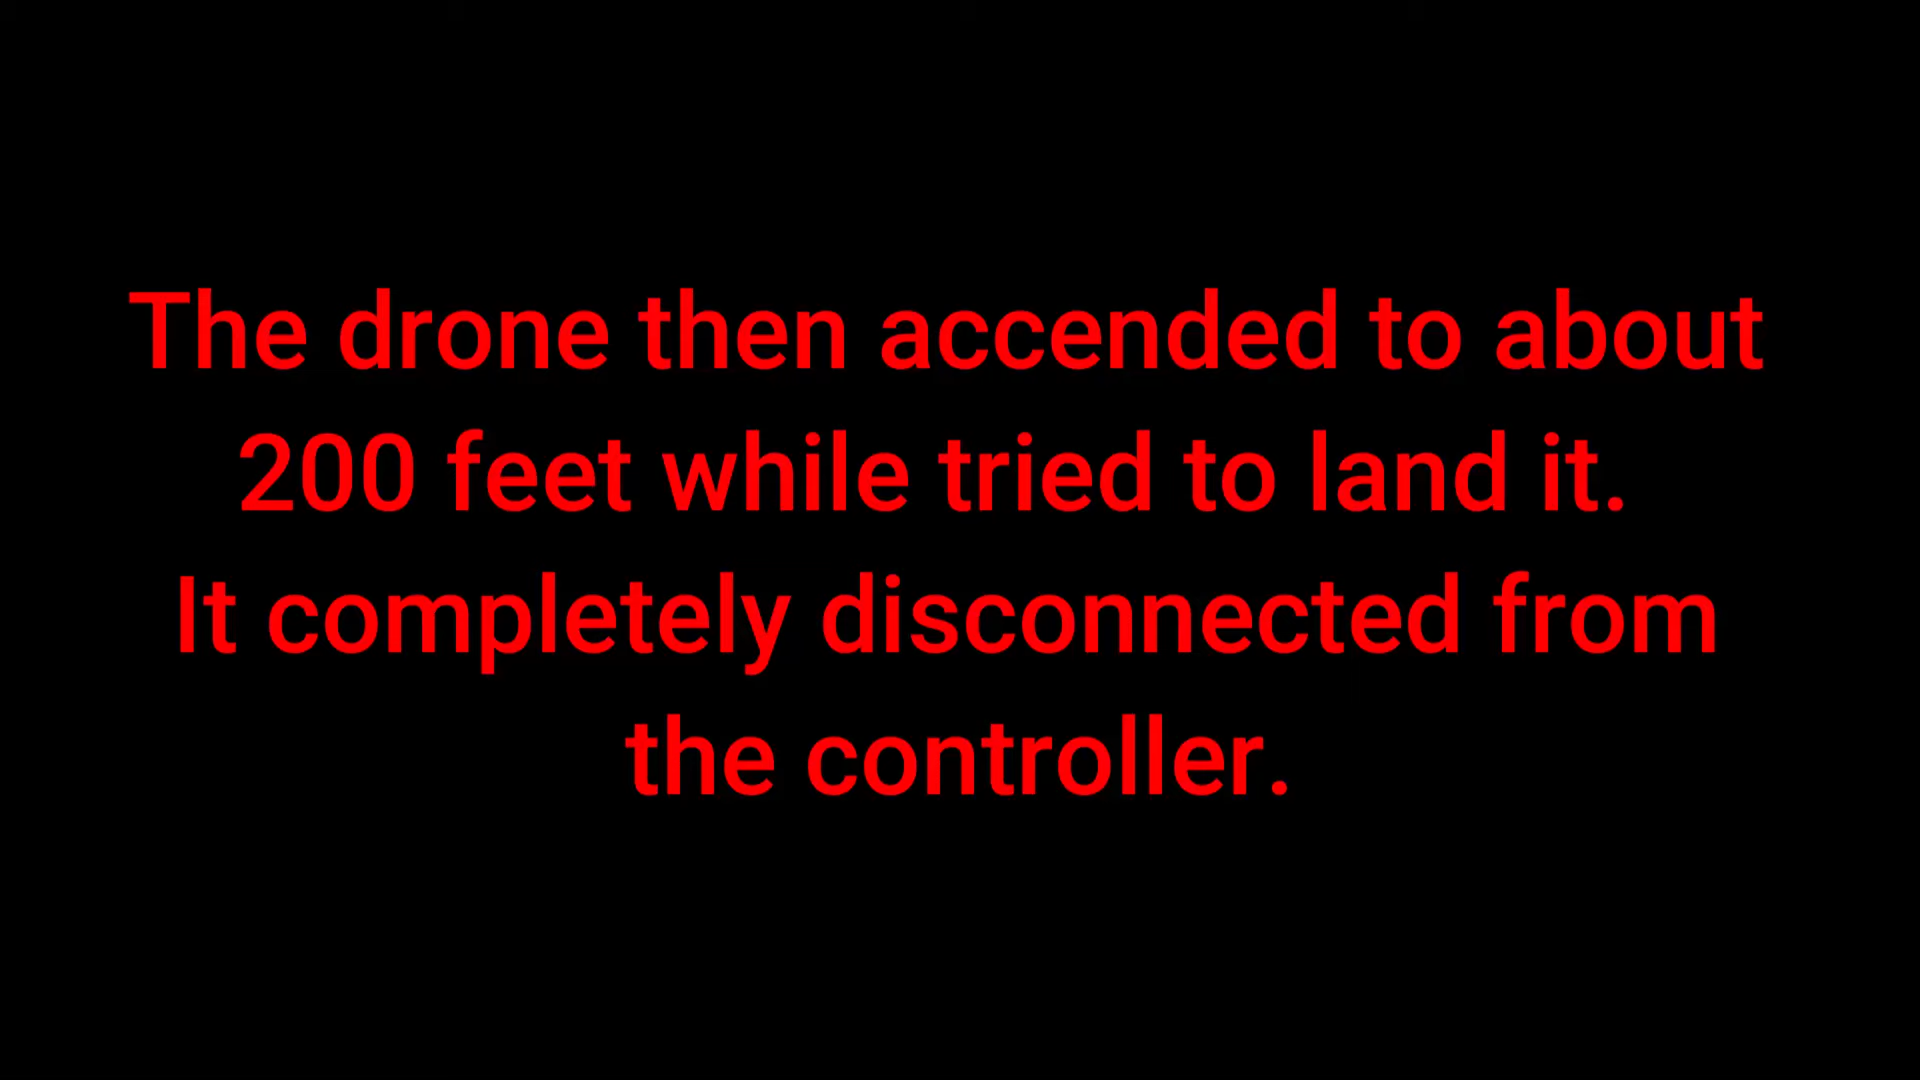 The drone then accended to about
200 feet while tried to land it.
It completely disconnected from
the controller.